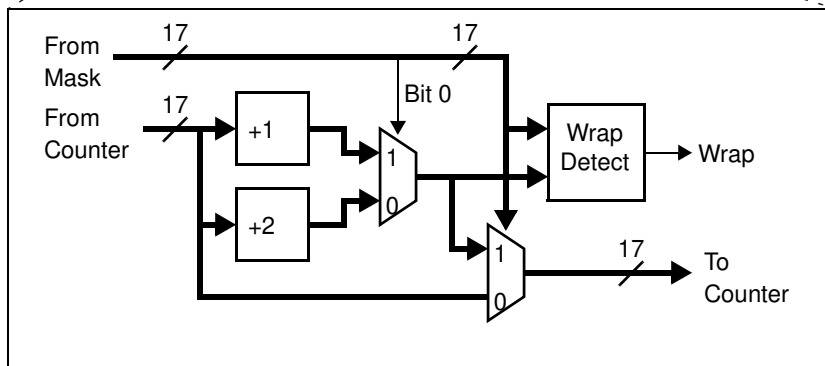 17
17
From
Mask
Bit 0
17
From
Counter
+1
1
0
+2
Wrap
Detect
Wrap
1
0
17
To
Counter